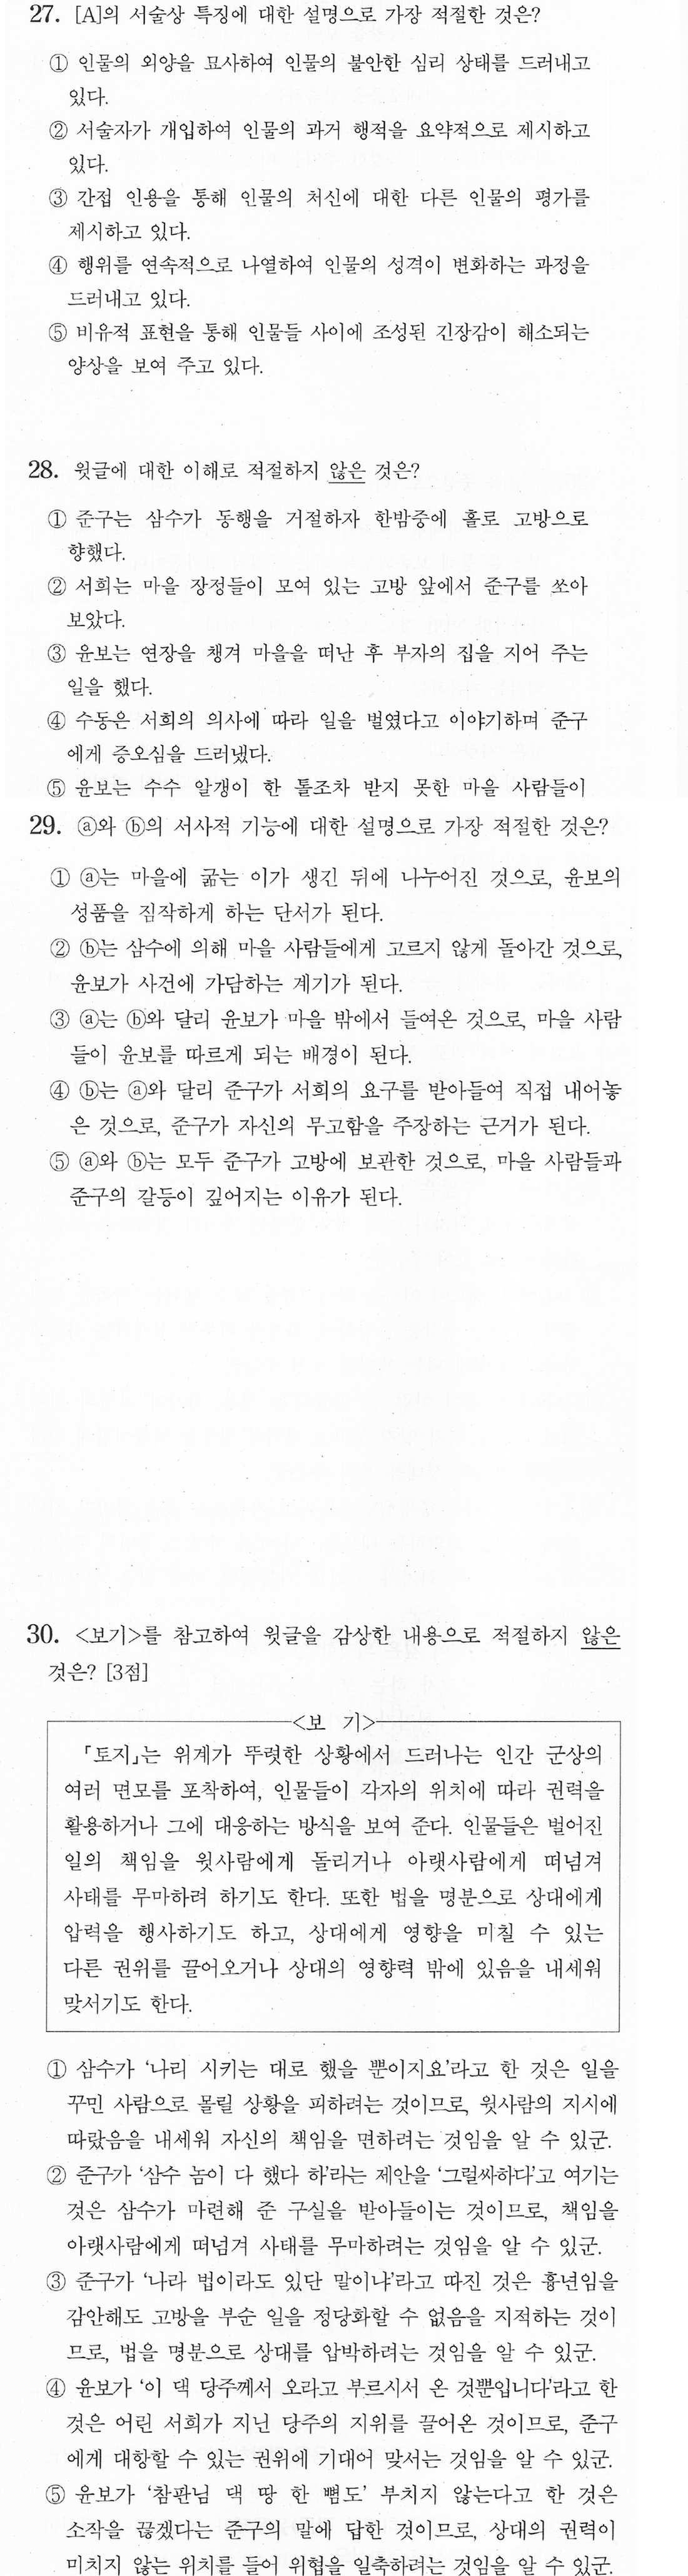 27. [A]의 서술상 특징에 대한 설명으로 가장 적절한 것은?
① 인물의 외양을 묘사하여 인물의 불안한 심리 상태를 드러내고
있다.
② 서술자가 개입하여 인물의 과거 행적을 요약적으로 제시하고
있다.
③ 간접 인용을 통해 인물의 처신에 대한 다른 인물의 평가를
제시하고 있다.
④ 행위를 연속적으로 나열하여 인물의 성격이 변화하는 과정을
드러내고 있다.
⑤ 비유적 표현을 통해 인물들 사이에 조성된 긴장감이 해소되는
양상을 보여 주고 있다.
28. 윗글에 대한 이해로 적절하지 않은 것은?
① 준구는 삼수가 동행을 거절하자 한밤중에 홀로 고방으로
향했다.
② 서희는 마을 장정들이 모여 있는 고방 앞에서 준구를 쏘아
보았다.
③ 윤보는 연장을 챙겨 마을을 떠난 후 부자의 집을 지어 주는
일을 했다.
④ 수동은 서희의 의사에 따라 일을 벌였다고 이야기하며 준구
에게 증오심을 드러냈다.
⑤ 윤보는 수수 알갱이 한 톨조차 받지 못한 마을 사람들이
29. ⓐ와 ⓑ의 서사적 기능에 대한 설명으로 가장 적절한 것은?
① ⓐ는 마을에 굶는 이가 생긴 뒤에 나누어진 것으로, 윤보의
성품을 짐작하게 하는 단서가 된다.
② ⓑ는 삼수에 의해 마을 사람들에게 고르지 않게 돌아간 것으로,
윤보가 사건에 가담하는 계기가 된다.
③ ⓐ는 ⓑ와 달리 윤보가 마을 밖에서 들여온 것으로, 마을 사람
들이 윤보를 따르게 되는 배경이 된다.
④ ⓑ는 ⓐ와 달리 준구가 서희의 요구를 받아들여 직접 내어놓
은 것으로, 준구가 자신의 무고함을 주장하는 근거가 된다.
⑤ ⓐ와 ⓑ는 모두 준구가 고방에 보관한 것으로, 마을 사람들과
준구의 갈등이 깊어지는 이유가 된다.
30. <보기>를 참고하여 윗글을 감상한 내용으로 적절하지 않은
것은? [3점]
<보 기>
「토지」는 위계가 뚜렷한 상황에서 드러나는 인간 군상의
여러 면모를 포착하여, 인물들이 각자의 위치에 따라 권력을
활용하거나 그에 대응하는 방식을 보여 준다. 인물들은 벌어진
일의 책임을 윗사람에게 돌리거나 아랫사람에게 떠넘겨
사태를 무마하려 하기도 한다. 또한 법을 명분으로 상대에게
압력을 행사하기도 하고, 상대에게 영향을 미칠 수 있는
다른 권위를 끌어오거나 상대의 영향력 밖에 있음을 내세워
맞서기도 한다.
① 삼수가 ‘나리 시키는 대로 했을 뿐이지요’라고 한 것은 일을
꾸민 사람으로 몰릴 상황을 피하려는 것이므로, 윗사람의 지시에
따랐음을 내세워 자신의 책임을 면하려는 것임을 알 수 있군.
② 준구가 ‘삼수 놈이 다 했다 하’라는 제안을 ‘그럴싸하다’고 여기는
것은 삼수가 마련해 준 구실을 받아들이는 것이므로, 책임을
아랫사람에게 떠넘겨 사태를 무마하려는 것임을 알 수 있군.
③ 준구가 ‘나라 법이라도 있단 말이냐’라고 따진 것은 흉년임을
감안해도 고방을 부순 일을 정당화할 수 없음을 지적하는 것이
므로, 법을 명분으로 상대를 압박하려는 것임을 알 수 있군.
④ 윤보가 ‘이 댁 당주께서 오라고 부르시서 온 것뿐입니다’라고 한
것은 어린 서희가 지닌 당주의 지위를 끌어온 것이므로, 준구
에게 대항할 수 있는 권위에 기대어 맞서는 것임을 알 수 있군.
⑤ 윤보가 ‘참판님 댁 땅 한 뼘도’ 부치지 않는다고 한 것은
소작을 끊겠다는 준구의 말에 답한 것이므로, 상대의 권력이
미치지 않는 위치를 들어 위협을 일축하려는 것임을 알 수 있군.